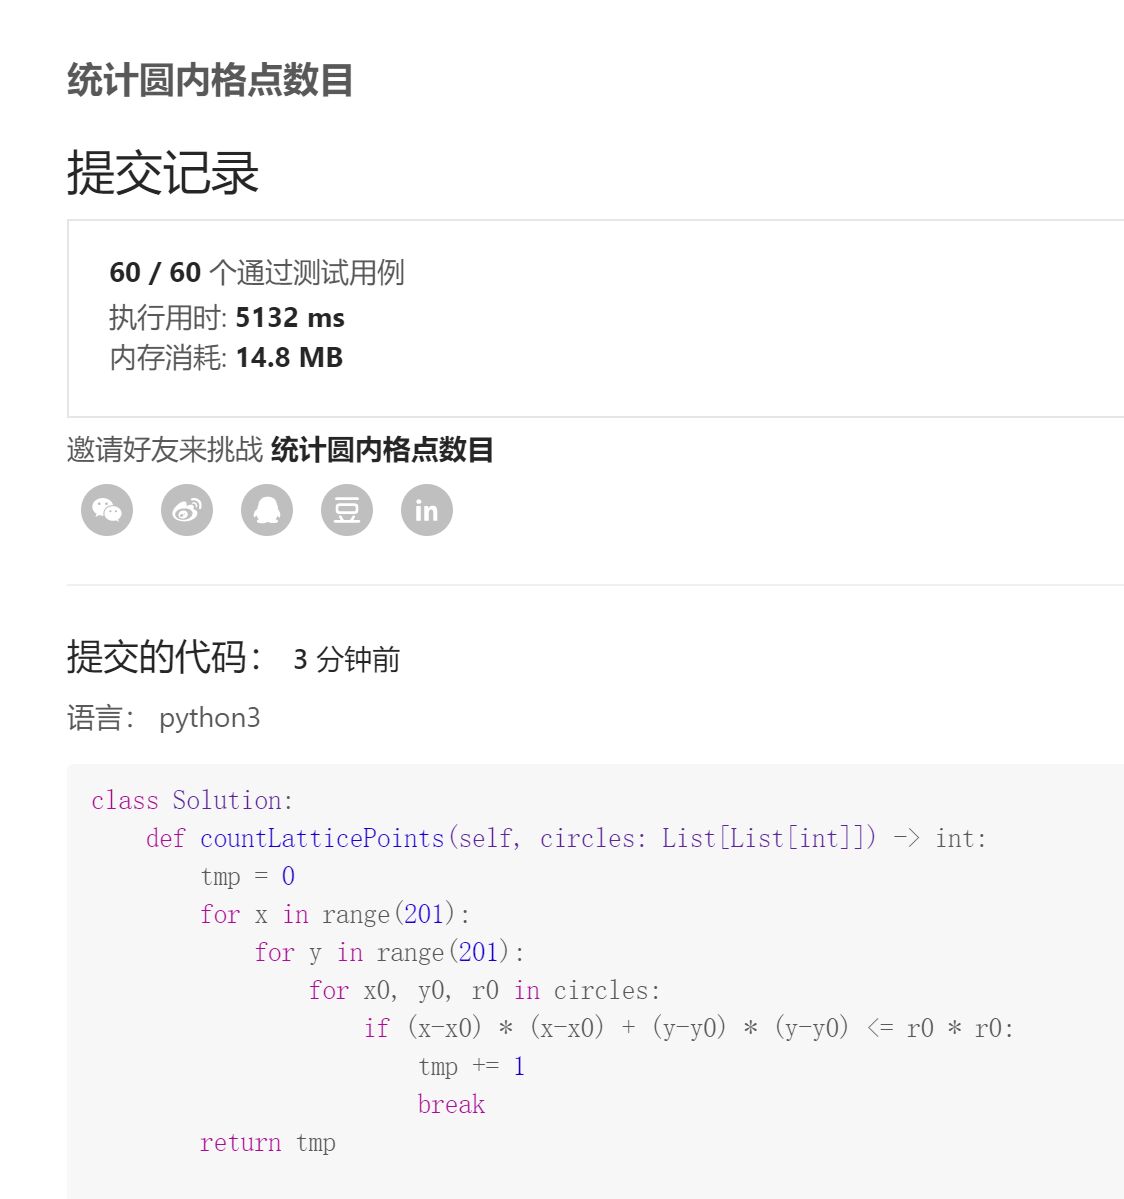 统计圆内格点数目
提交记录
60 / 60 个通过测试用例
执行用时: 5132 ms
内存消耗: 14.8 MB
邀请好友来挑战 统计圆内格点数目
豆 in
提交的代码： 3 分钟前
语言： python3
class Solution:
    def countLatticePoints(self, circles: List[List[int]]) -> int:
        tmp = 0
        for x in range(201):
            for y in range(201):
                for x0, y0, r0 in circles:
                    if (x-x0) * (x-x0) + (y-y0) * (y-y0) <= r0 * r0:
                        tmp += 1
                        break
        return tmp